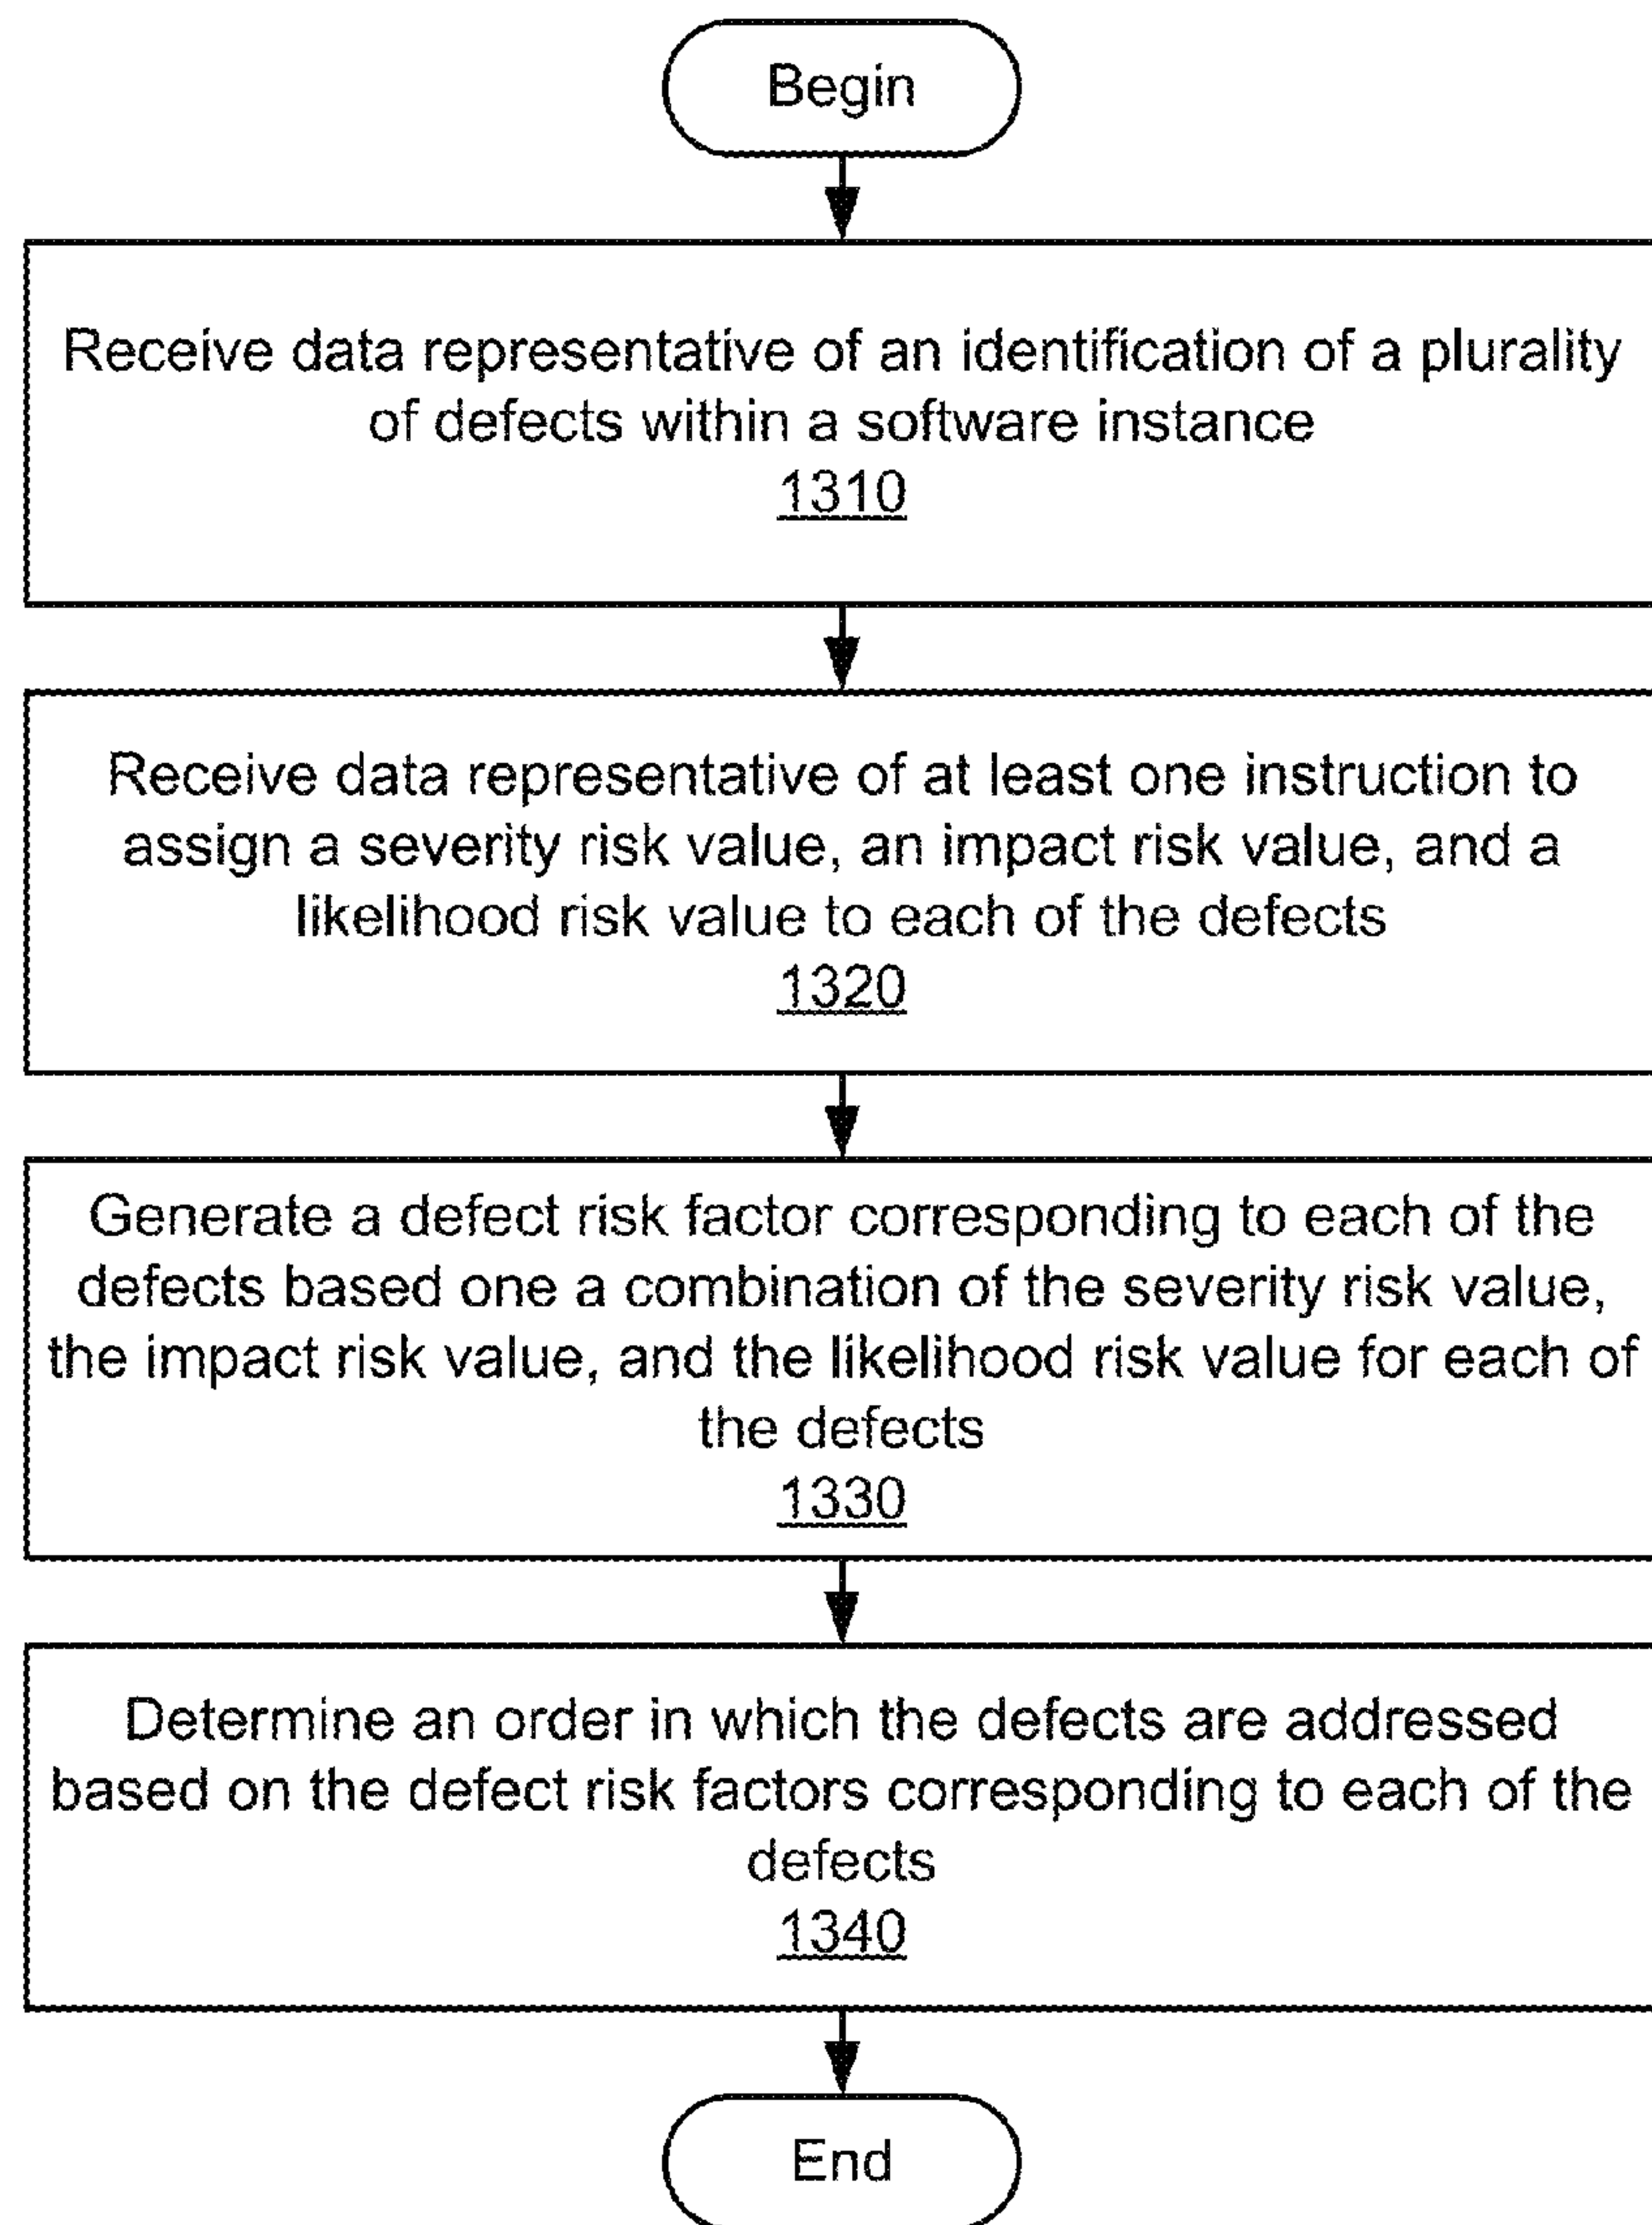 Begin
Receive data representative of an identification of a plurality
of defects within a software instance
1310
Receive data representative of at least one instruction to
assign a severity risk value, an impact risk value, and a
likelihood risk value to each of the defects
1320
Generate a defect risk factor corresponding to each of the
defects based one a combination of the severity risk value,
the impact risk value, and the likelihood risk value for each of
the defects
1330
Determine an order in which the defects are addressed
based on the defect risk factors corresponding to each of the
defects
1340
End